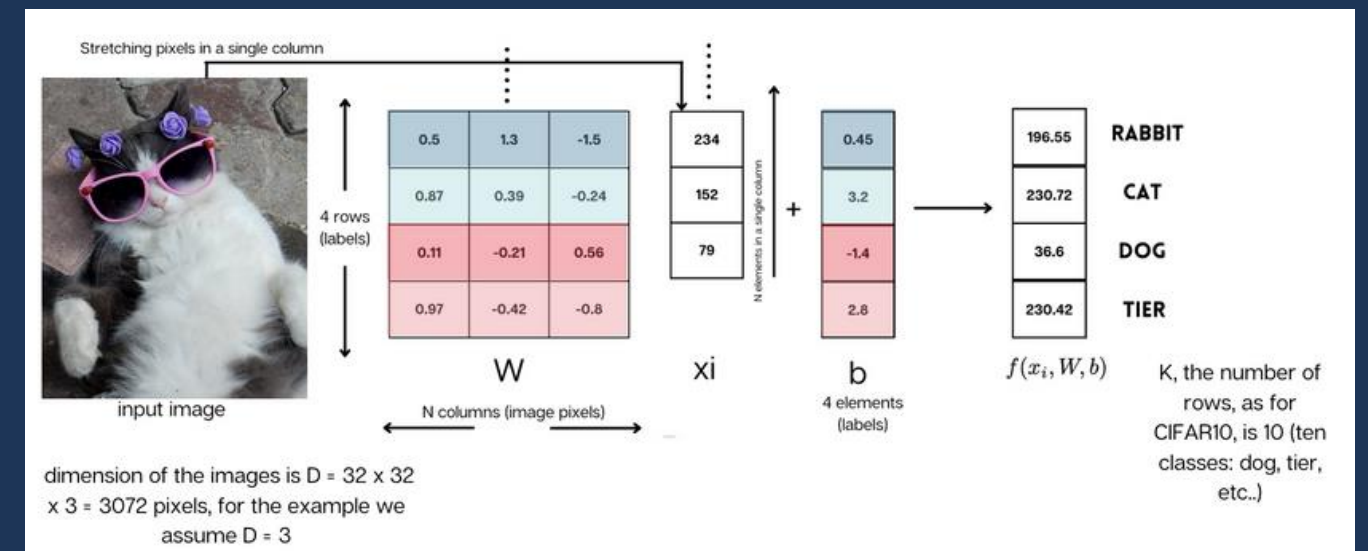 Stretching pixels in a single column
4 rows
(labels)
0.5 1.3 -1.5
0.87 0.39 -0.24
0.11 -0.21 0.56
0.97 -0.42 -0.8
234
152
79
N elements in a single column
+
0.45
3.2
-1.4
2.8
196.55 RABBIT
230.72 CAT
36.6 DOG
230.42 TIER
input image
W
xi
b
f(x_i, W, b)
N columns (image pixels)
4 elements
(labels)
K, the number of
rows, as for
CIFAR10, is 10 (ten
classes: dog, tier,
etc..)
dimension of the images is D = 32 x 32
x 3 = 3072 pixels, for the example we
assume D = 3